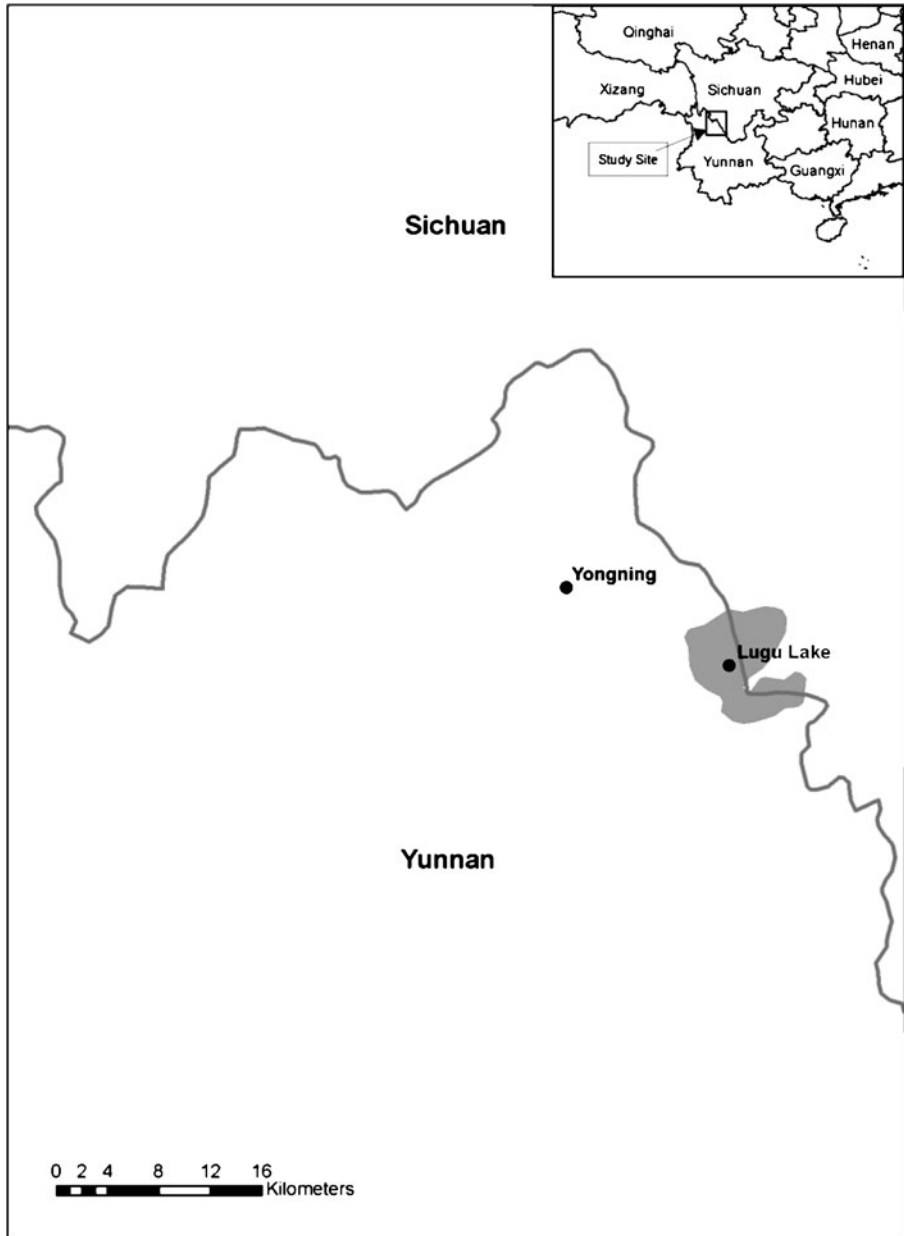 Qinghai
Henan
Hubei
Xizang
Sichuan
Hunan
Study Site
Yunnan
Guangxi
Sichuan
Yongning
Lugu Lake
Yunnan
0 2 4 8 12 16
Kilometers